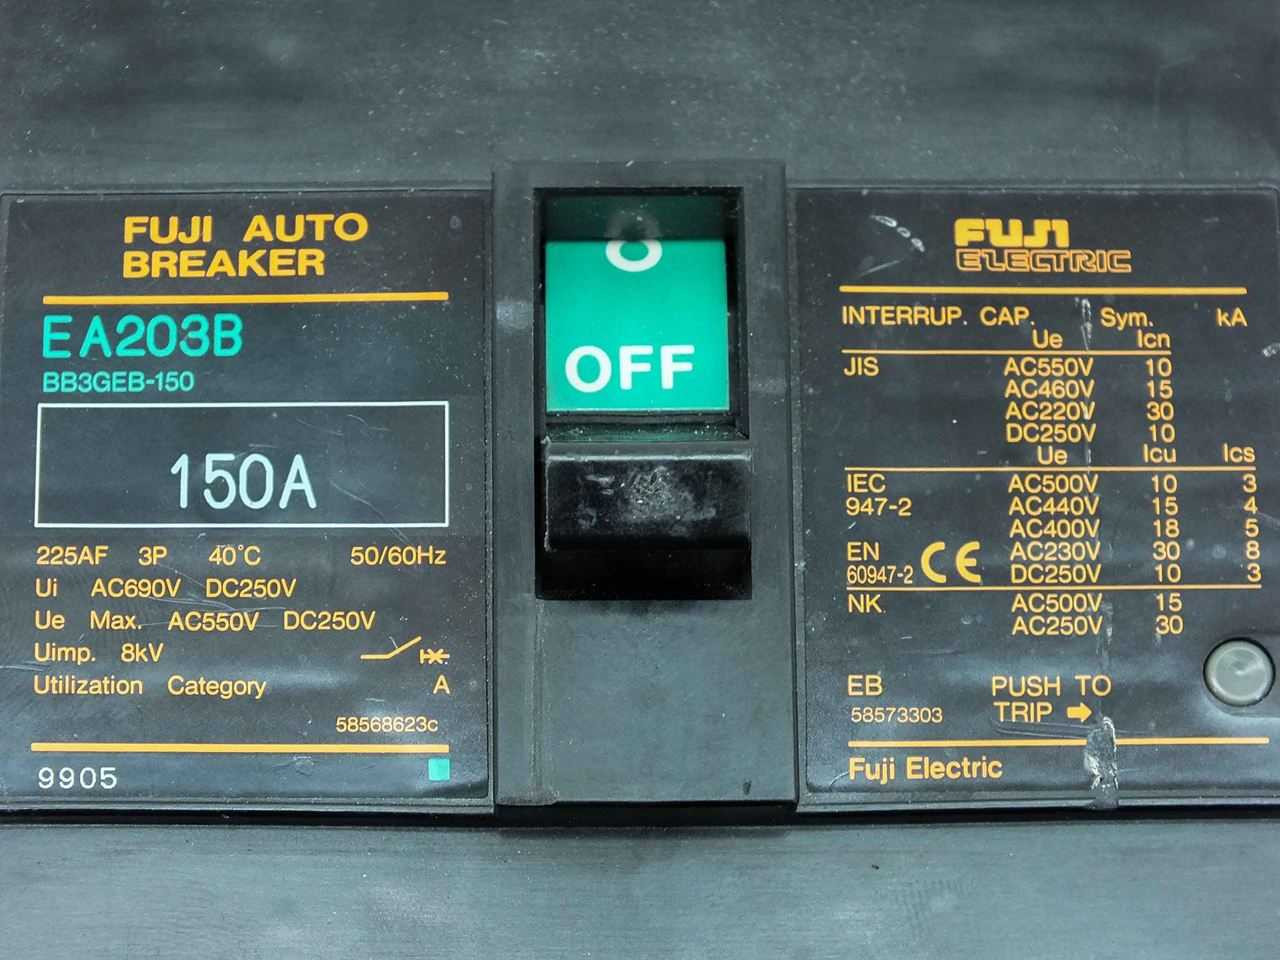 FUJI AUTO
BREAKER
EA203B
BB3GEB-150
150A
225AF 3P 40°C 50/60Hz
Ui AC690V DC250V
Ue Max. AC550V DC250V
Uimp. 8kV
Utilization Category A
58568623c
9905
O
OFF
FUJI
ELECTRIC
INTERRUP. CAP. Sym. kA
Ue Icn
JIS AC550V 10
AC460V 15
AC220V 30
DC250V 10
Ue Icu Ics
IEC AC500V 10 3
947-2 AC440V 15 4
AC400V 18 5
EN CE AC230V 30 8
60947-2 DC250V 10 3
NK AC500V 15
AC250V 30
EB PUSH TO
58573303 TRIP ➡
Fuji Electric